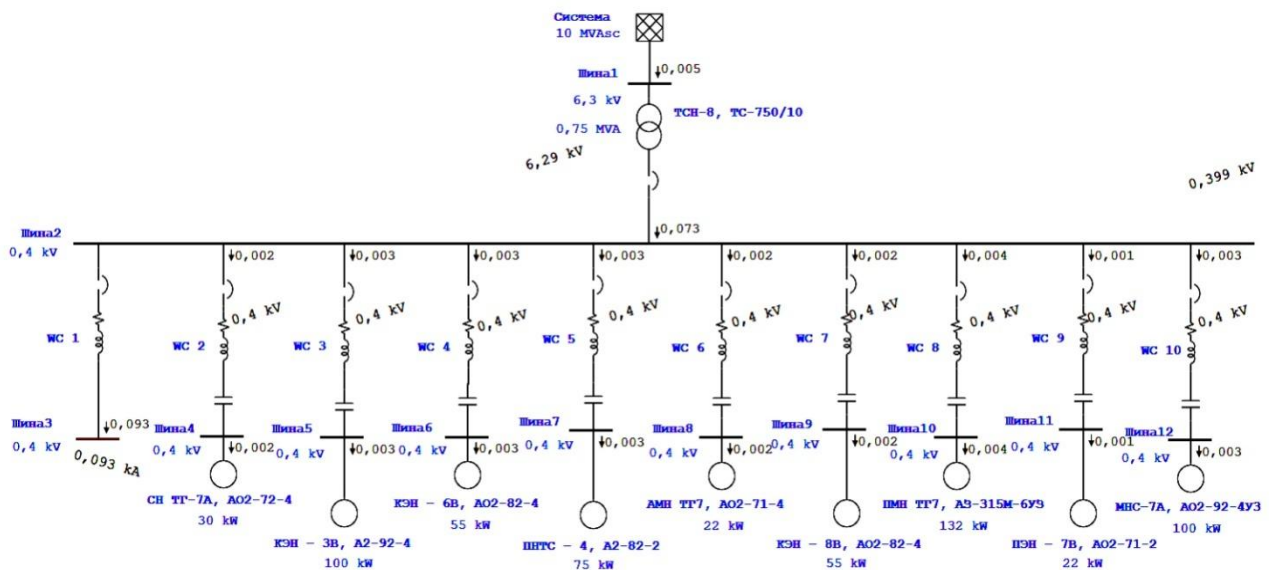 Система
10 MVAsc
0,005
Шина1
6,3 kV
ТСН-8, ТС-750/10
0,75 MVA
6,29 kV
0,399 kV
0,073
Шина2
0,4 kV
0,002
0,003
0,003
0,003
0,002
0,002
0,004
0,001
0,003
0,4 kV
0,4 kV
0,4 kV
0,4 kV
0,4 kV
0,4 kV
0,4 kV
0,4 kV
0,4 kV
WC 1
WC 2
WC 3
WC 4
WC 5
WC 6
WC 7
WC 8
WC 9
WC 10
Шина3
0,4 kV
0,093
0,093 kA
Шина4
0,4 kV
0,002
Шина5
0,4 kV
0,003
Шина6
0,4 kV
0,003
Шина7
0,4 kV
0,003
Шина8
0,4 kV
0,002
Шина9
0,4 kV
0,002
Шина10
0,4 kV
0,004
Шина11
0,4 kV
0,001
Шина12
0,4 kV
0,003
СН ТГ-7А, АО2-72-4
30 kW
КЭН - 3В, А2-92-4
100 kW
КЭН - 6В, АО2-82-4
55 kW
ПНТС - 4, А2-82-2
75 kW
АМН ТГ7, АО2-71-4
22 kW
КЭН - 8В, АО2-82-4
55 kW
ПМН ТГ7, АЭ-315М-6УЭ
132 kW
ПЭН - 7В, АО2-71-2
22 kW
МНС-7А, АО2-92-4УЗ
100 kW